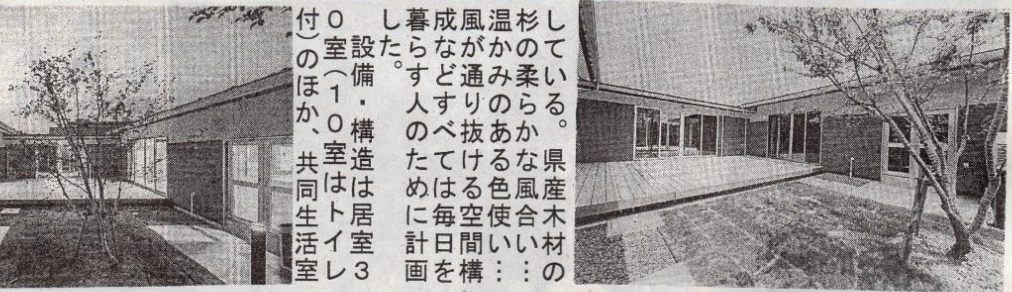 している。県産木材の
杉の柔らかな風合い…
温かみのある色使い…
風が通り抜ける空間構
成などすべては毎日を
暮らす人のために計画
した。
　設備・構造は居室3
0室(10室はトイレ
付)のほか、共同生活室